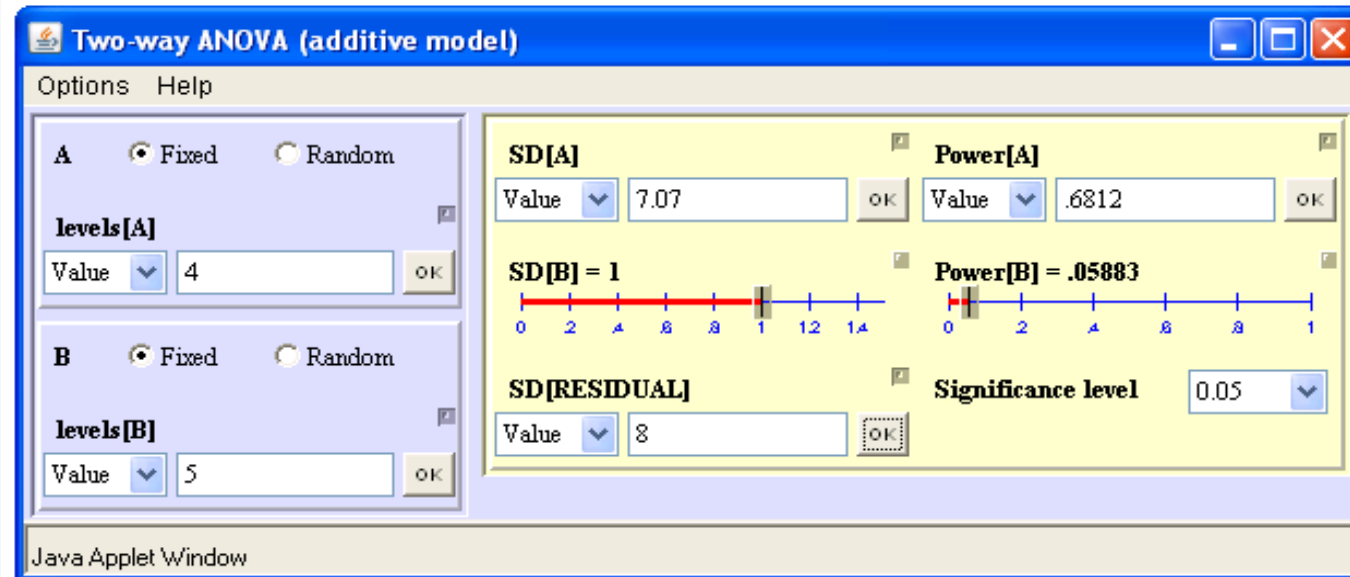 Two-way ANOVA (additive model)
Options Help
A Fixed Random
levels[A]
Value 4 OK
B Fixed Random
levels[B]
Value 5 OK
SD[A] Power[A]
Value 7.07 OK Value .6812 OK
SD[B] = 1 Power[B] = .05883
0 .2 .4 .6 .8 1 1.2 1.4 0 .2 .4 .6 .8 1
SD[RESIDUAL] Significance level 0.05
Value 8 OK
Java Applet Window